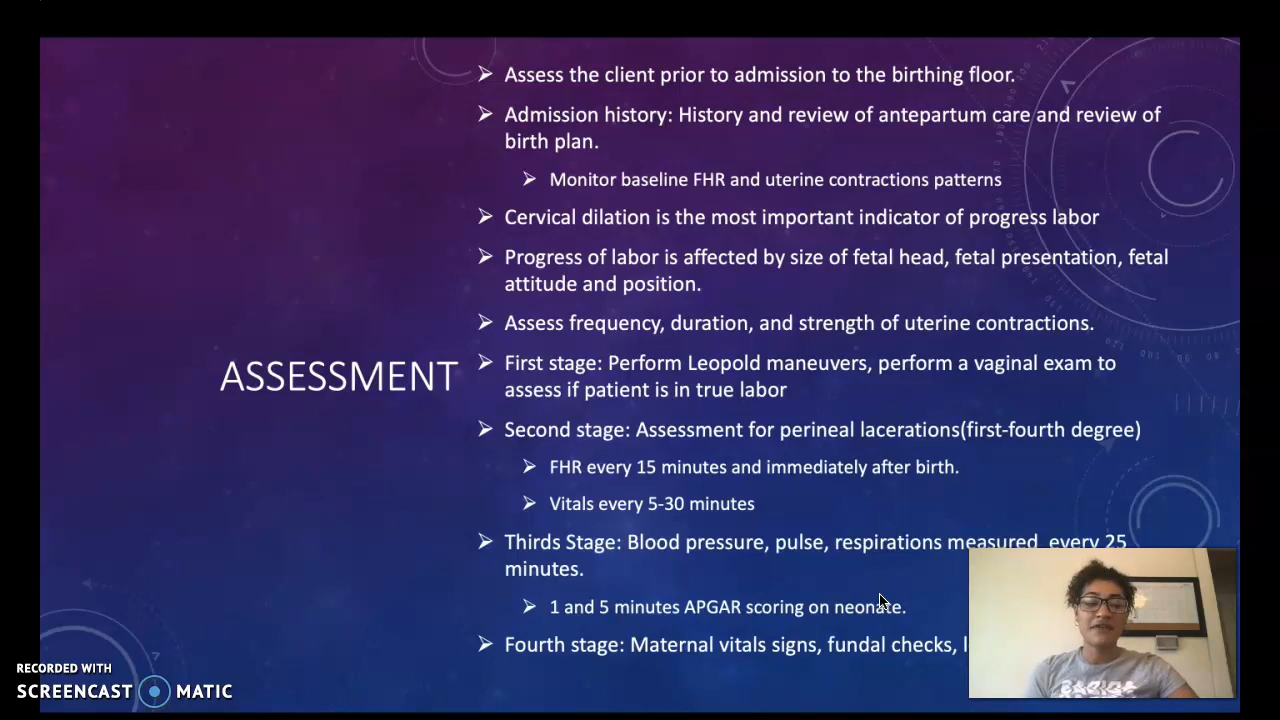 Assess the client prior to admission to the birthing floor.
Admission history: History and review of antepartum care and review of
birth plan.
Monitor baseline FHR and uterine contractions patterns
Cervical dilation is the most important indicator of progress labor
Progress of labor is affected by size of fetal head, fetal presentation, fetal
attitude and position.
Assess frequency, duration, and strength of uterine contractions.
ASSESSMENT
First stage: Perform Leopold maneuvers, perform a vaginal exam to
assess if patient is in true labor
Second stage: Assessment for perineal lacerations(first-fourth degree)
FHR every 15 minutes and immediately after birth.
Vitals every 5-30 minutes
Thirds Stage: Blood pressure, pulse, respirations measured every 25
minutes.
1 and 5 minutes APGAR scoring on neonate.
Fourth stage: Maternal vitals signs, fundal checks,
RECORDED WITH
SCREENCAST MATIC